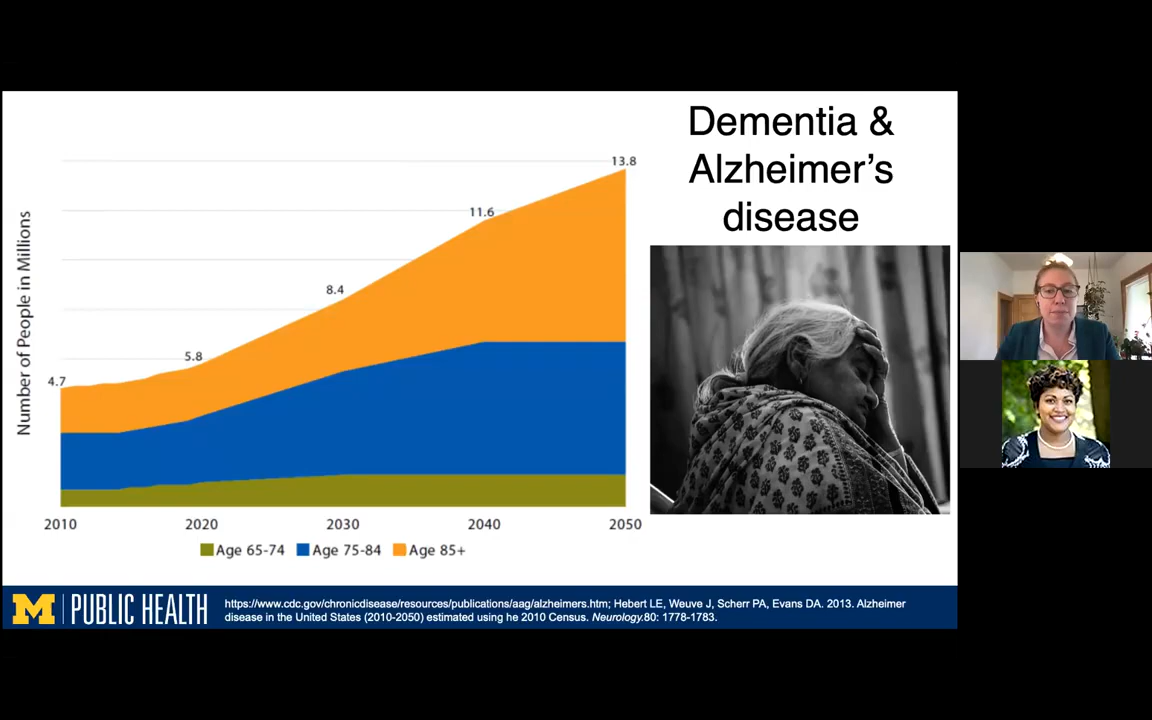 Dementia &
Alzheimer's
disease
Number of People in Millions
4.7
5.8
8.4
11.6
13.8
2010 2020 2030 2040 2050
Age 65-74 Age 75-84 Age 85+
M PUBLIC HEALTH
https://www.cdc.gov/chronicdisease/resources/publications/aag/alzheimers.htm; Hebert LE, Weuve J, Scherr PA, Evans DA. 2013. Alzheimer
disease in the United States (2010-2050) estimated using he 2010 Census. Neurology.80: 1778-1783.